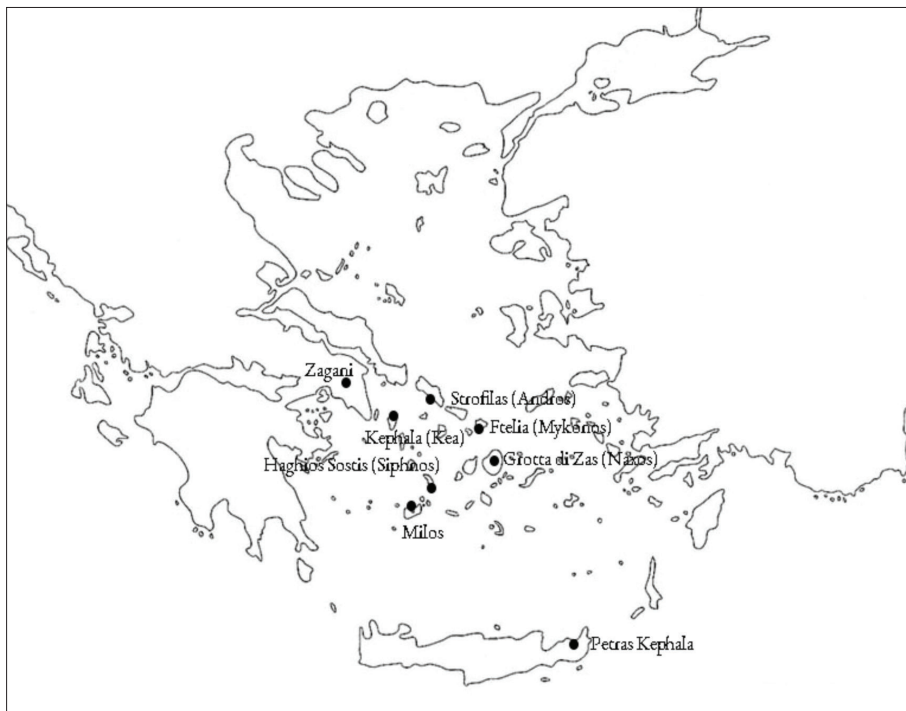 Zagani
Strofilas (Andros)
Ftelia (Mykonos)
Kephala (Kea)
Grotta di Zas (Naxos)
Haghios Sostis (Siphnos)
Milos
Petras Kephala